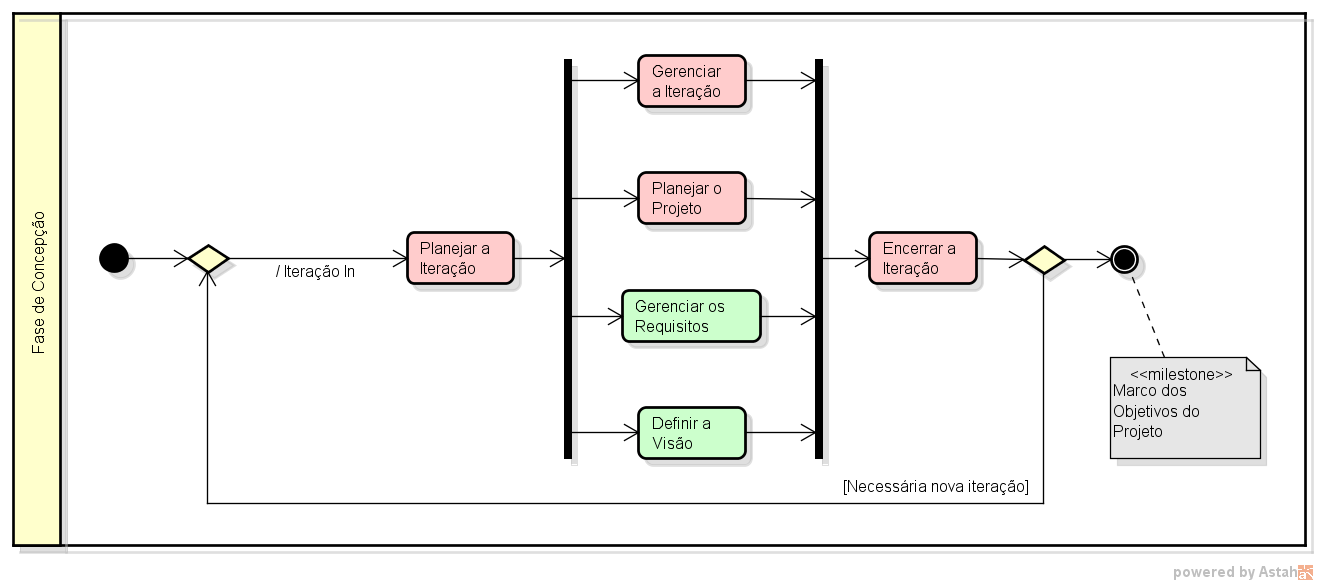 Fase de Concepção
Gerenciar
a Iteração
Planejar o
Projeto
/ Iteração In
Planejar a
Iteração
Encerrar a
Iteração
Gerenciar os
Requisitos
Definir a
Visão
<<milestone>>
Marco dos
Objetivos do
Projeto
[Necessária nova iteração]
powered by Astah